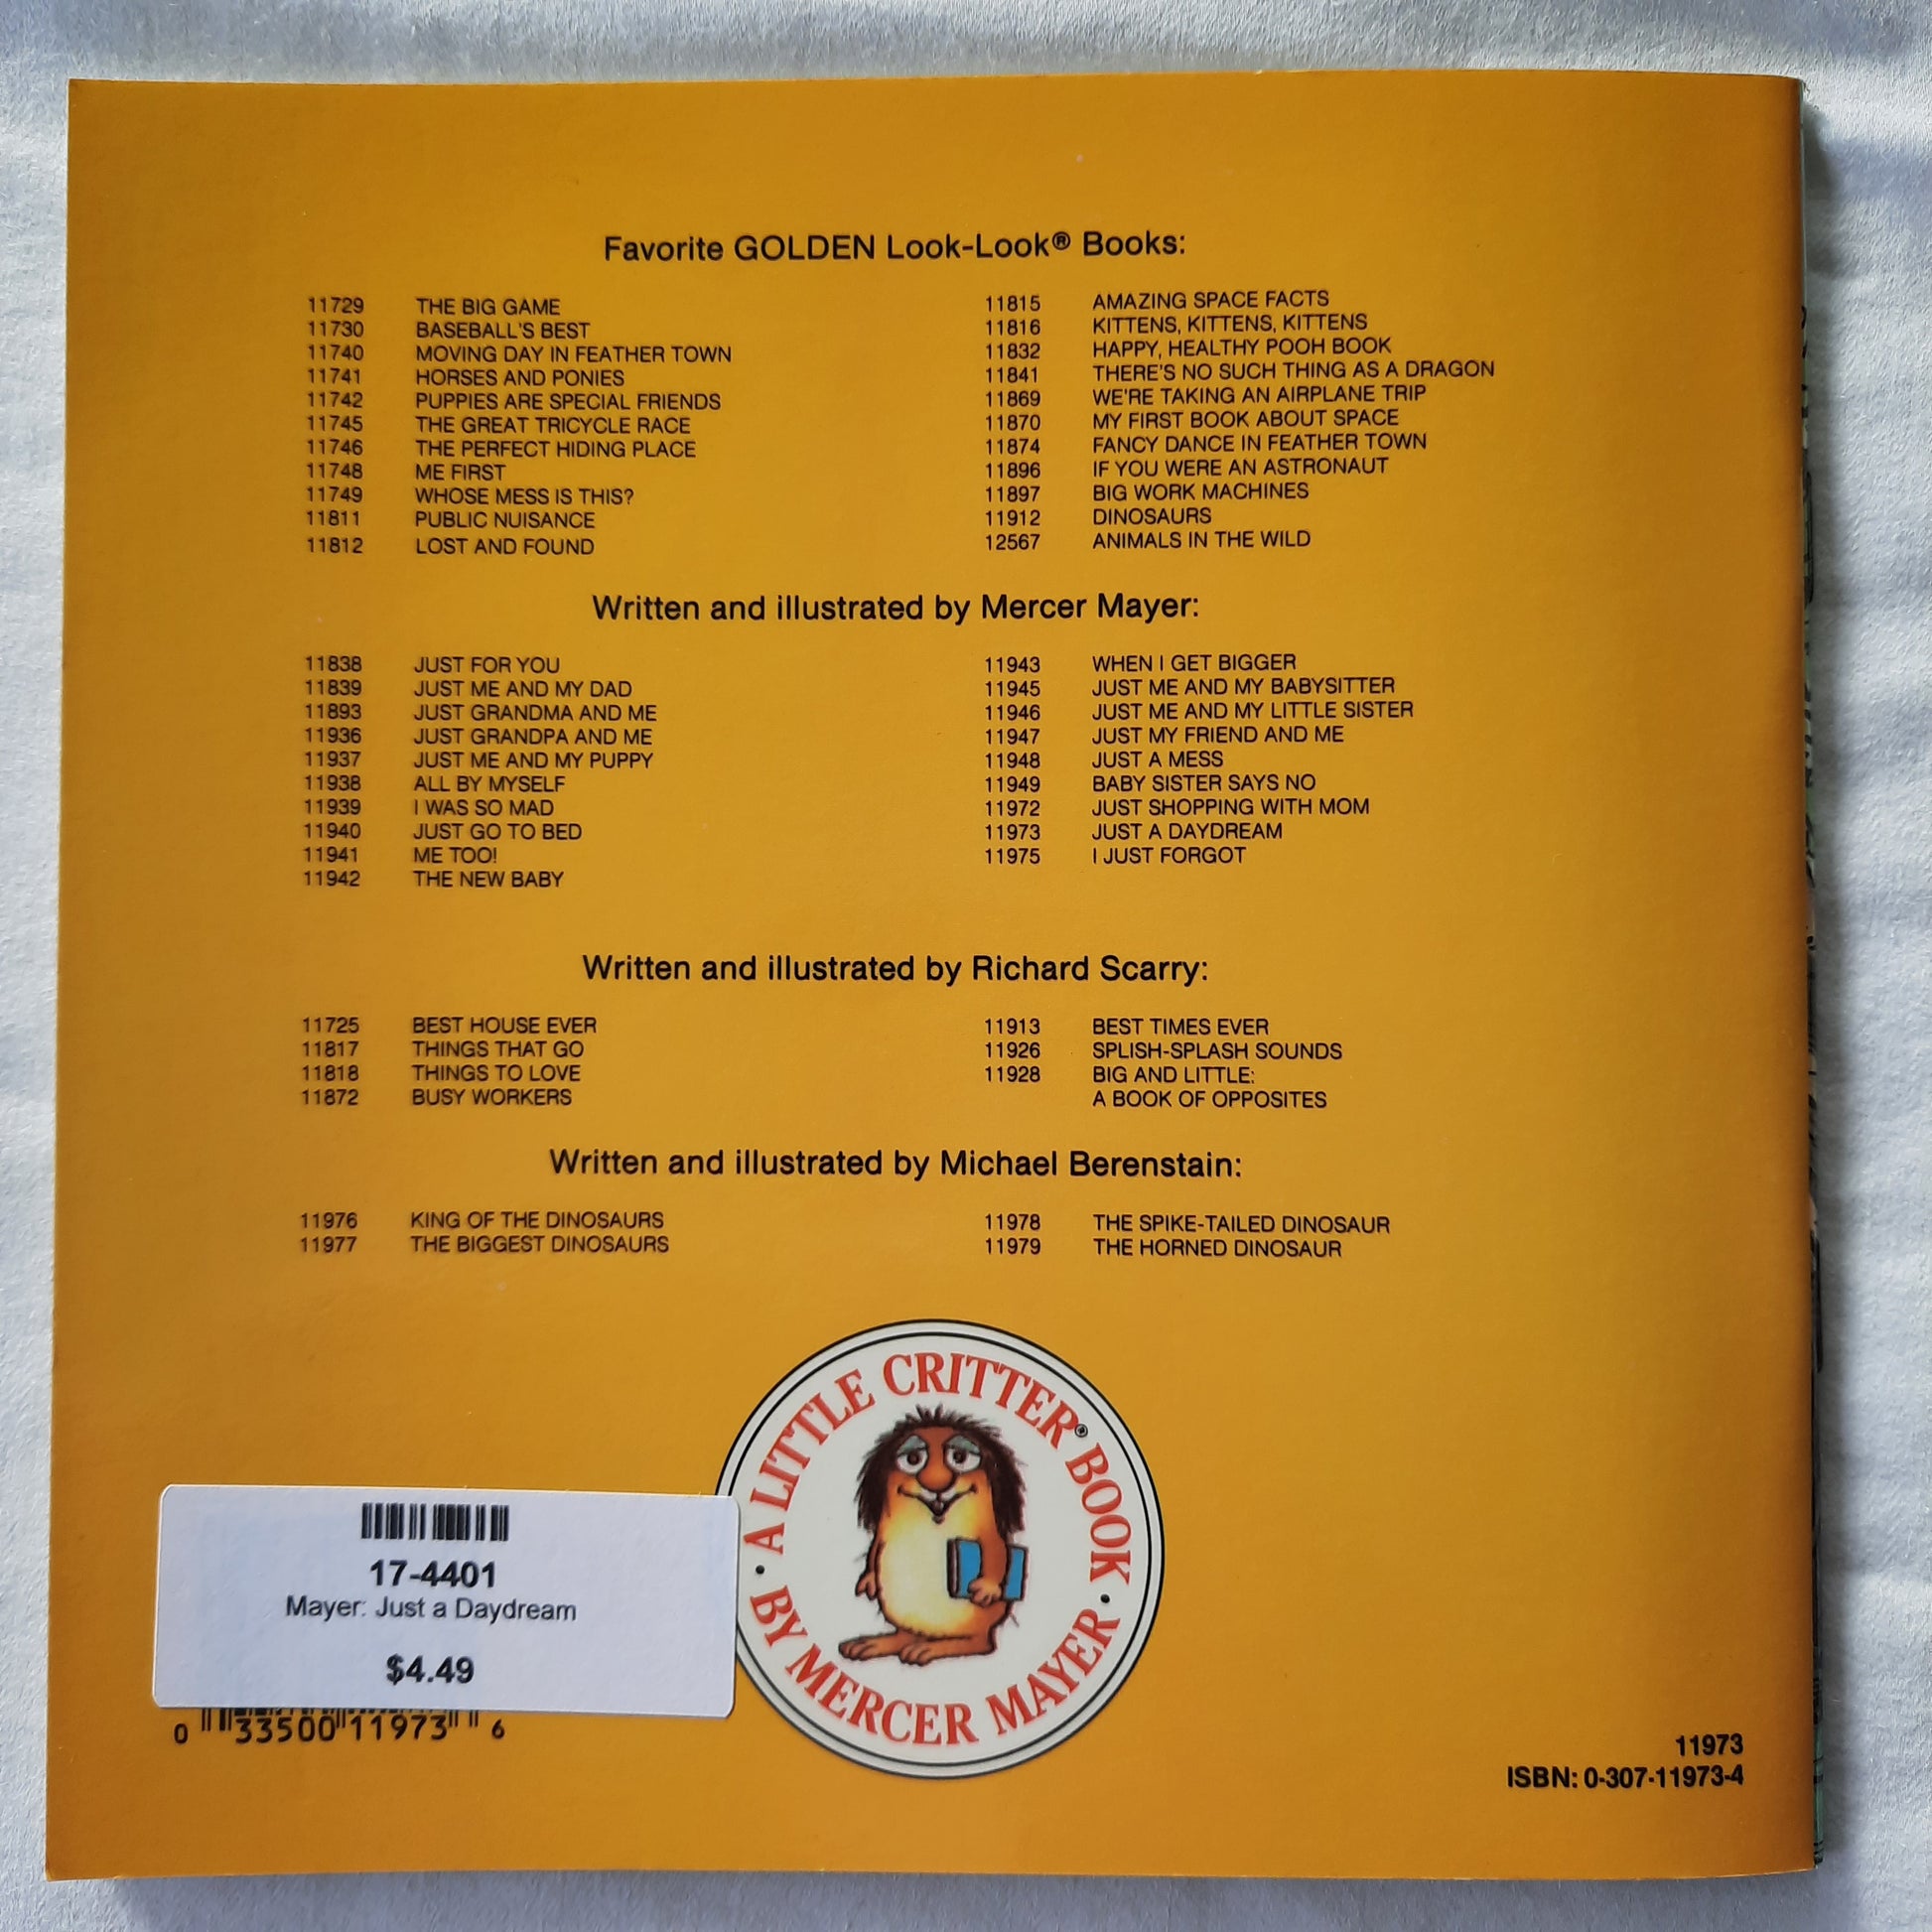 Favorite GOLDEN Look-Look® Books:
11729 THE BIG GAME
11730 BASEBALL'S BEST
11740 MOVING DAY IN FEATHER TOWN
11741 HORSES AND PONIES
11742 PUPPIES ARE SPECIAL FRIENDS
11745 THE GREAT TRICYCLE RACE
11746 THE PERFECT HIDING PLACE
11748 ME FIRST
11749 WHOSE MESS IS THIS?
11811 PUBLIC NUISANCE
11812 LOST AND FOUND
11815 AMAZING SPACE FACTS
11816 KITTENS, KITTENS, KITTENS
11832 HAPPY, HEALTHY POOH BOOK
11841 THERE'S NO SUCH THING AS A DRAGON
11869 WE'RE TAKING AN AIRPLANE TRIP
11870 MY FIRST BOOK ABOUT SPACE
11874 FANCY DANCE IN FEATHER TOWN
11896 IF YOU WERE AN ASTRONAUT
11897 BIG WORK MACHINES
11912 DINOSAURS
12567 ANIMALS IN THE WILD
Written and illustrated by Mercer Mayer:
11838 JUST FOR YOU
11839 JUST ME AND MY DAD
11893 JUST GRANDMA AND ME
11936 JUST GRANDPA AND ME
11937 JUST ME AND MY PUPPY
11938 ALL BY MYSELF
11939 I WAS SO MAD
11940 JUST GO TO BED
11941 ME TOO!
11942 THE NEW BABY
11943 WHEN I GET BIGGER
11945 JUST ME AND MY BABYSITTER
11946 JUST ME AND MY LITTLE SISTER
11947 JUST MY FRIEND AND ME
11948 JUST A MESS
11949 BABY SISTER SAYS NO
11972 JUST SHOPPING WITH MOM
11973 JUST A DAYDREAM
11975 I JUST FORGOT
Written and illustrated by Richard Scarry:
11725 BEST HOUSE EVER
11817 THINGS THAT GO
11818 THINGS TO LOVE
11872 BUSY WORKERS
11913 BEST TIMES EVER
11926 SPLISH-SPLASH SOUNDS
11928 BIG AND LITTLE:
A BOOK OF OPPOSITES
Written and illustrated by Michael Berenstain:
11976 KING OF THE DINOSAURS
11977 THE BIGGEST DINOSAURS
11978 THE SPIKE-TAILED DINOSAUR
11979 THE HORNED DINOSAUR
· A LITTLE CRITTER® BOOK ·
BY MERCER MAYER
17-4401
Mayer: Just a Daydream
$4.49
0 33500 11973 6
11973
ISBN: 0-307-11973-4